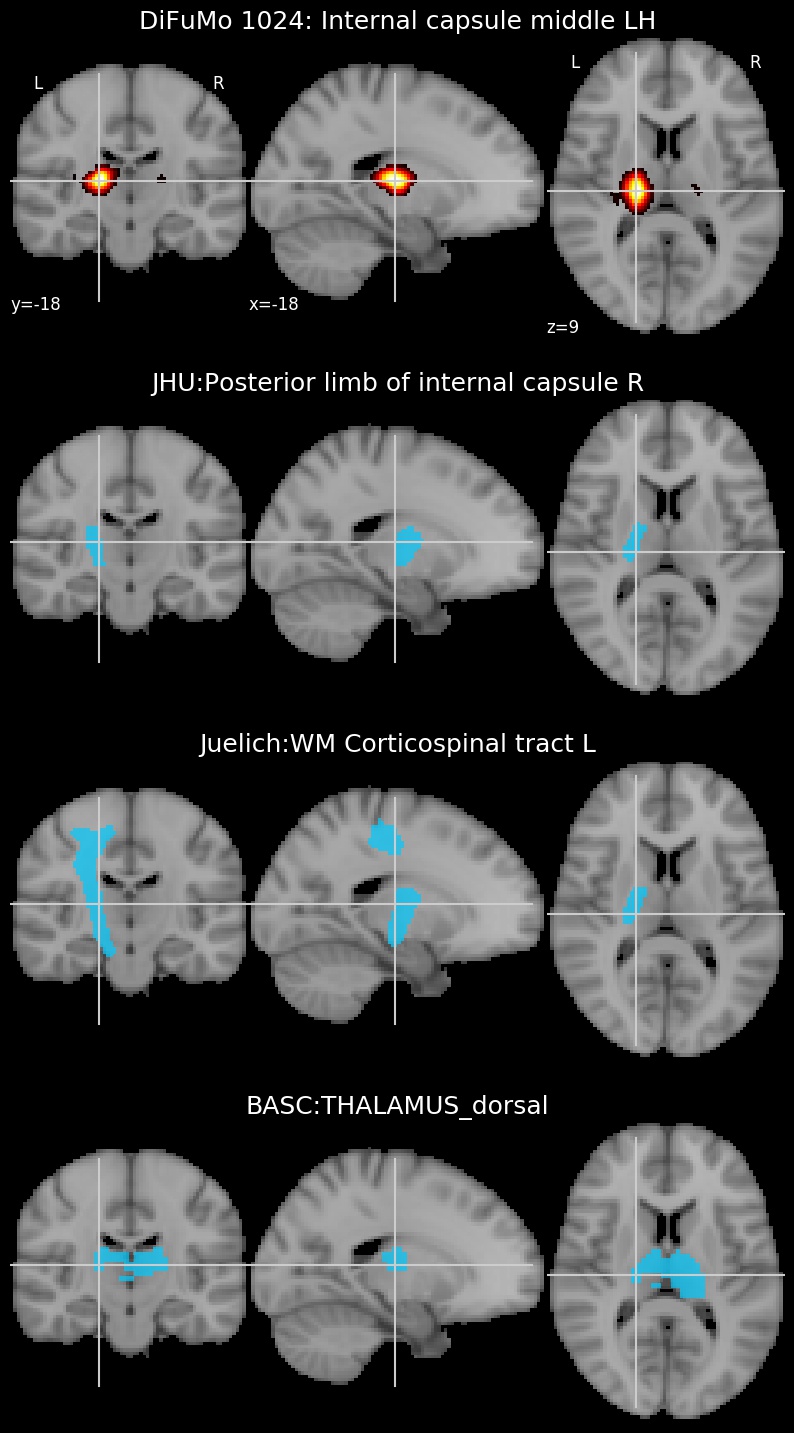 DiFuMo 1024: Internal capsule middle LH
L R L R
y=-18 x=-18 z=9
JHU:Posterior limb of internal capsule R
Juelich:WM Corticospinal tract L
BASC:THALAMUS_dorsal